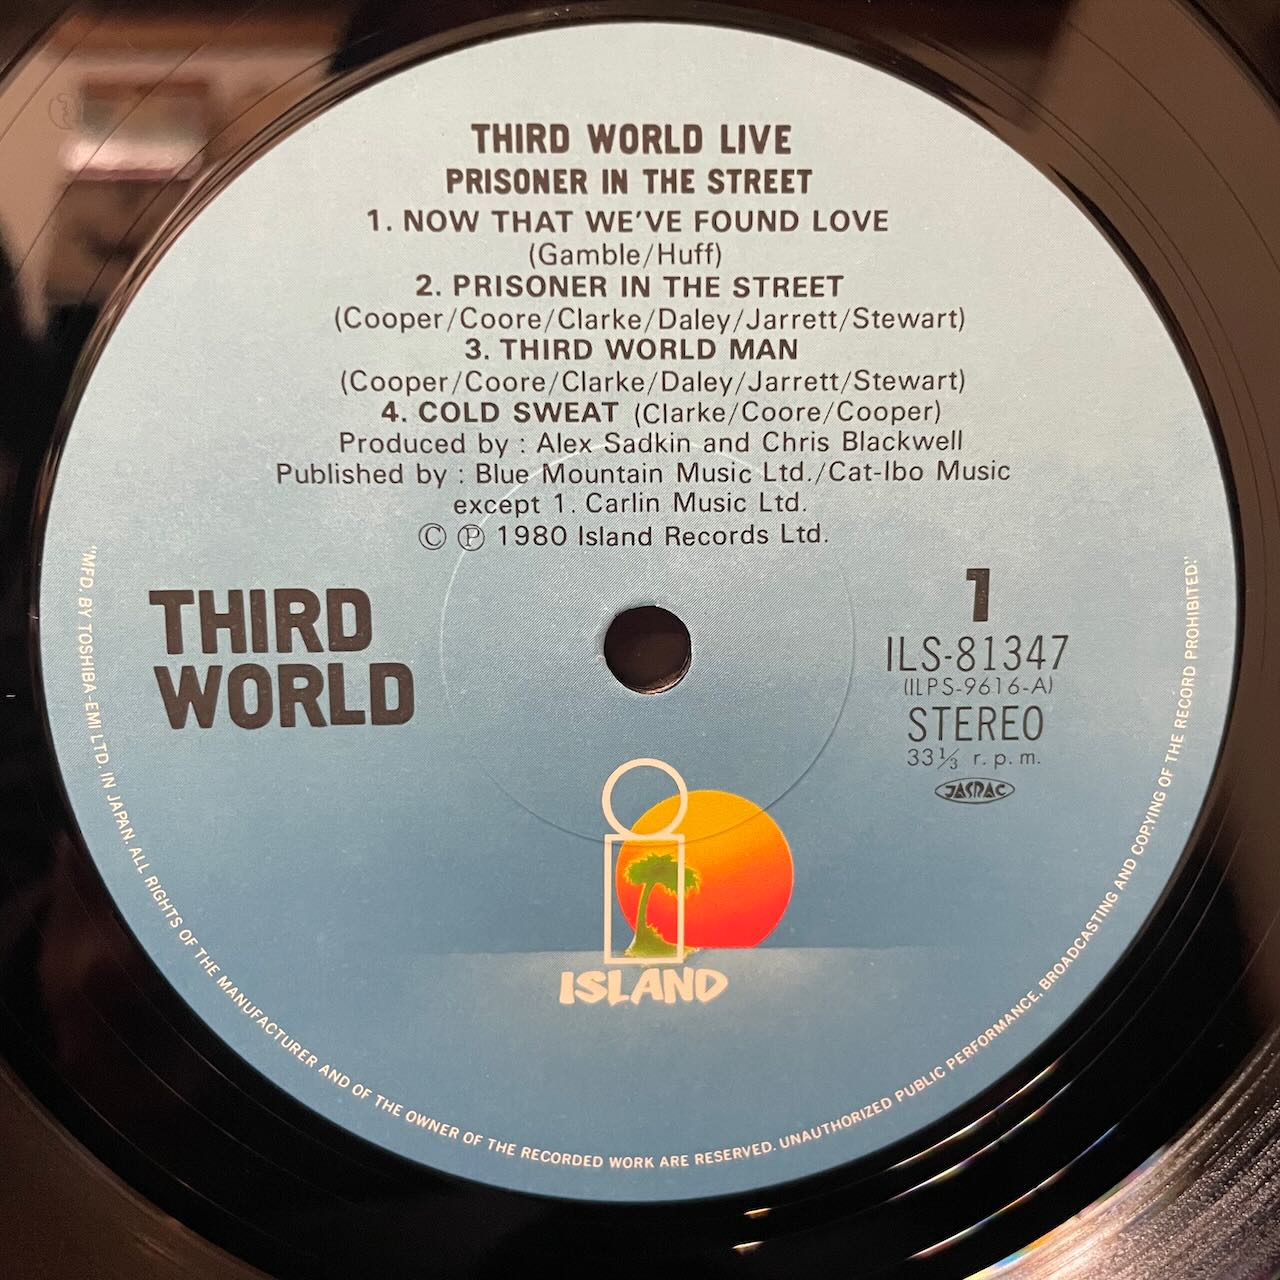 THIRD WORLD LIVE
PRISONER IN THE STREET
1. NOW THAT WE'VE FOUND LOVE
(Gamble/Huff)
2. PRISONER IN THE STREET
(Cooper/Coore/Clarke/Daley/Jarrett/Stewart)
3. THIRD WORLD MAN
(Cooper/Coore/Clarke/Daley/Jarrett/Stewart)
4. COLD SWEAT (Clarke/Coore/Cooper)
Produced by : Alex Sadkin and Chris Blackwell
Published by : Blue Mountain Music Ltd./Cat-Ibo Music
except 1. Carlin Music Ltd.
© ℗ 1980 Island Records Ltd.
THIRD
WORLD
1
ILS-81347
(ILPS-9616-A)
STEREO
33⅓ r.p.m.
JASRAC
ISLAND
"MFD. BY TOSHIBA-EMI LTD. IN JAPAN. ALL RIGHTS OF THE MANUFACTURER AND OF THE OWNER OF THE RECORDED WORK ARE RESERVED. UNAUTHORIZED PUBLIC PERFORMANCE, BROADCASTING AND COPYING OF THE RECORD PROHIBITED."